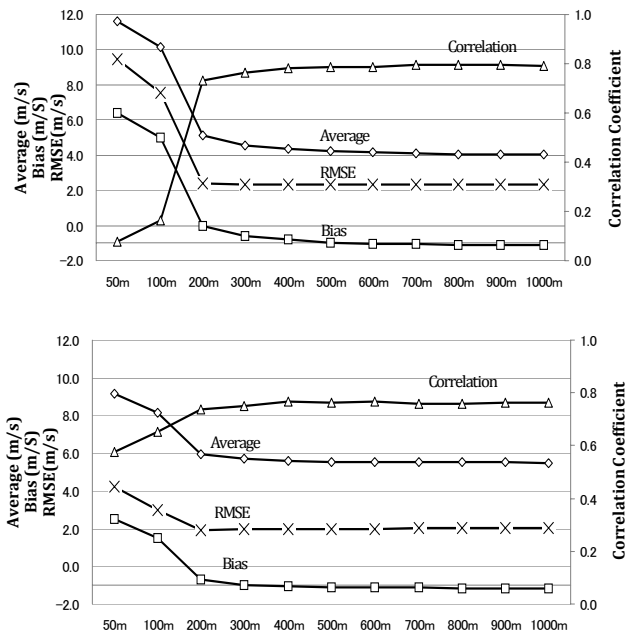 12.0
10.0
8.0
6.0
4.0
2.0
0.0
−2.0
Average (m/s)
Bias (m/S)
RMSE(m/s)
1.0
0.8
0.6
0.4
0.2
0.0
Correlation Coefficient
Correlation
Average
RMSE
Bias
50m 100m 200m 300m 400m 500m 600m 700m 800m 900m 1000m
12.0
10.0
8.0
6.0
4.0
2.0
0.0
−2.0
Average (m/s)
Bias (m/S)
RMSE(m/s)
1.0
0.8
0.6
0.4
0.2
0.0
Correlation Coefficient
Correlation
Average
RMSE
Bias
50m 100m 200m 300m 400m 500m 600m 700m 800m 900m 1000m